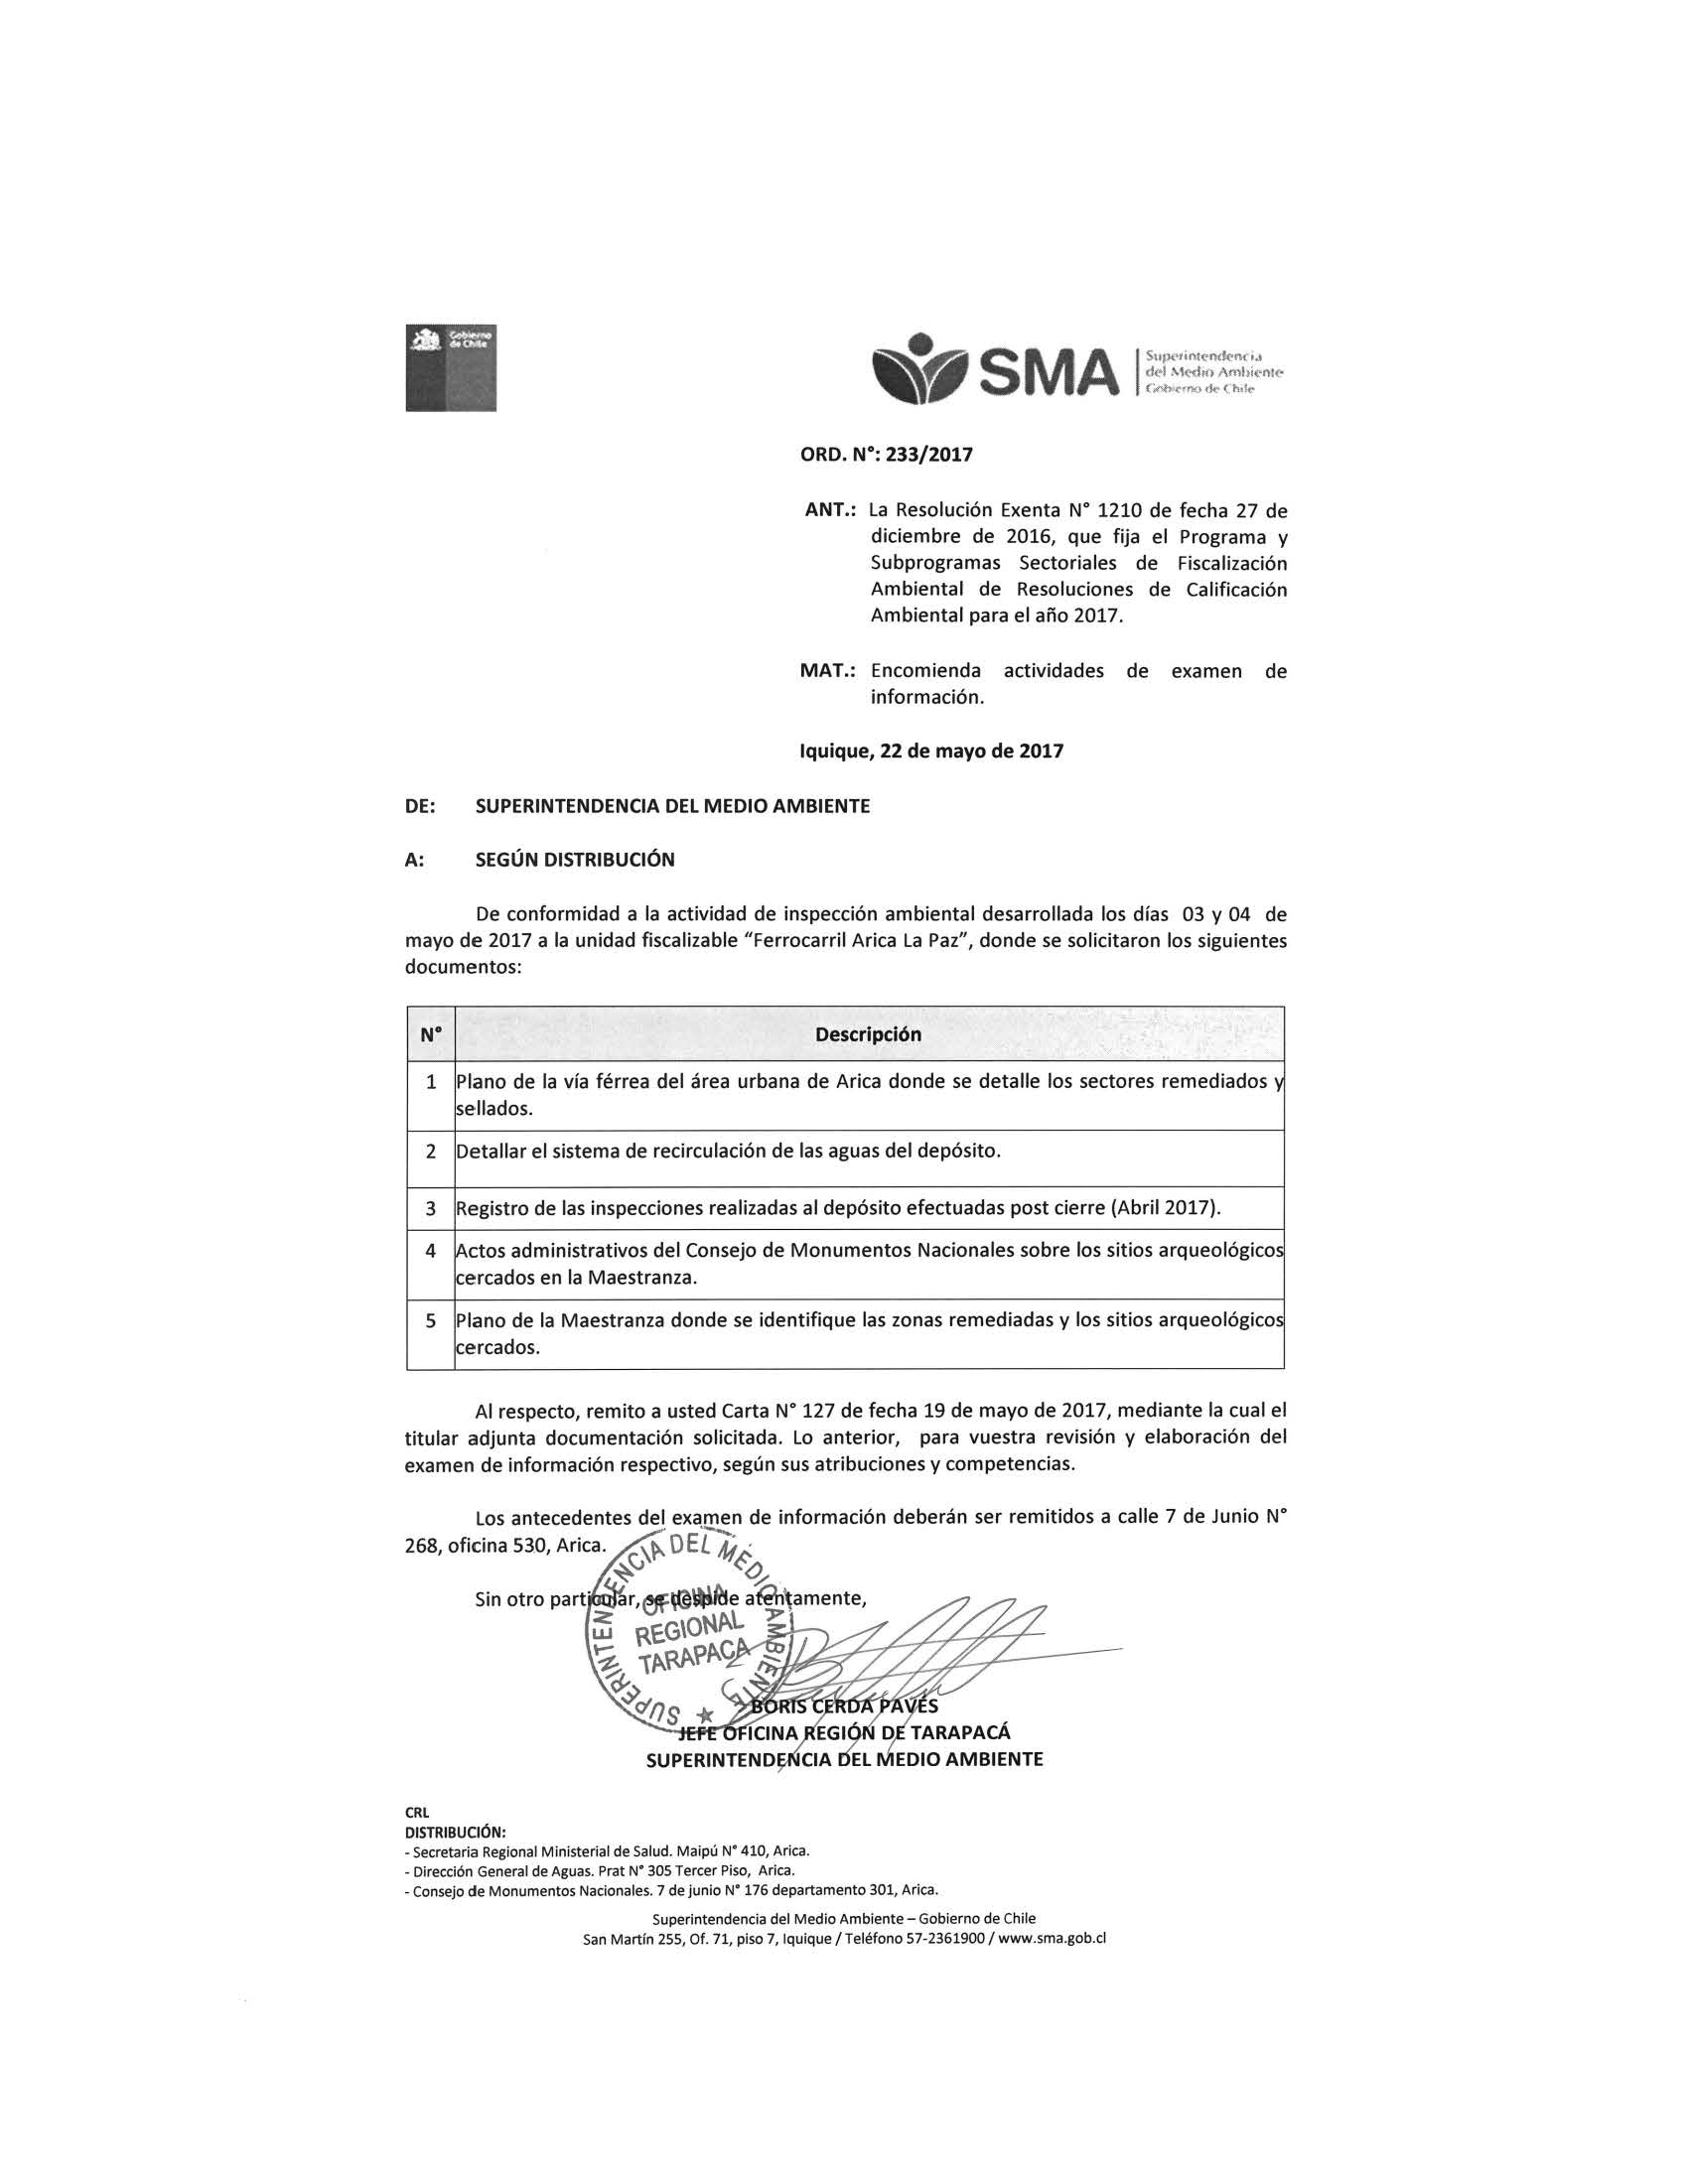 Gobierno
de Chile
SMA
Superintendencia
del Medio Ambiente
Gobierno de Chile
ORD. N°: 233/2017
ANT.: La Resolución Exenta N° 1210 de fecha 27 de
diciembre de 2016, que fija el Programa y
Subprogramas Sectoriales de Fiscalización
Ambiental de Resoluciones de Calificación
Ambiental para el año 2017.
MAT.: Encomienda actividades de examen de
información.
Iquique, 22 de mayo de 2017
DE: SUPERINTENDENCIA DEL MEDIO AMBIENTE
A: SEGÚN DISTRIBUCIÓN
De conformidad a la actividad de inspección ambiental desarrollada los días 03 y 04 de
mayo de 2017 a la unidad fiscalizable “Ferrocarril Arica La Paz”, donde se solicitaron los siguientes
documentos:
N° Descripción
1 Plano de la vía férrea del área urbana de Arica donde se detalle los sectores remediados y
sellados.
2 Detallar el sistema de recirculación de las aguas del depósito.
3 Registro de las inspecciones realizadas al depósito efectuadas post cierre (Abril 2017).
4 Actos administrativos del Consejo de Monumentos Nacionales sobre los sitios arqueológicos
cercados en la Maestranza.
5 Plano de la Maestranza donde se identifique las zonas remediadas y los sitios arqueológicos
cercados.
Al respecto, remito a usted Carta N° 127 de fecha 19 de mayo de 2017, mediante la cual el
titular adjunta documentación solicitada. Lo anterior, para vuestra revisión y elaboración del
examen de información respectivo, según sus atribuciones y competencias.
Los antecedentes del examen de información deberán ser remitidos a calle 7 de Junio N°
268, oficina 530, Arica.
Sin otro particular, se despide atentamente,
SUPERINTENDENCIA DEL MEDIO AMBIENTE
OFICINA
REGIONAL
TARAPACA
BORIS CERDA PAVÉS
JEFE OFICINA REGIÓN DE TARAPACÁ
SUPERINTENDENCIA DEL MEDIO AMBIENTE
CRL
DISTRIBUCIÓN:
- Secretaria Regional Ministerial de Salud. Maipú N° 410, Arica.
- Dirección General de Aguas. Prat N° 305 Tercer Piso, Arica.
- Consejo de Monumentos Nacionales. 7 de junio N° 176 departamento 301, Arica.
Superintendencia del Medio Ambiente – Gobierno de Chile
San Martín 255, Of. 71, piso 7, Iquique / Teléfono 57-2361900 / www.sma.gob.cl